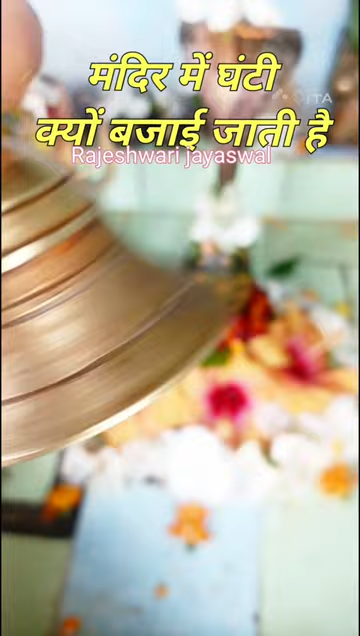 मंदिर में घंटी
क्यों बजाई जाती है
Rajeshwari jayaswal